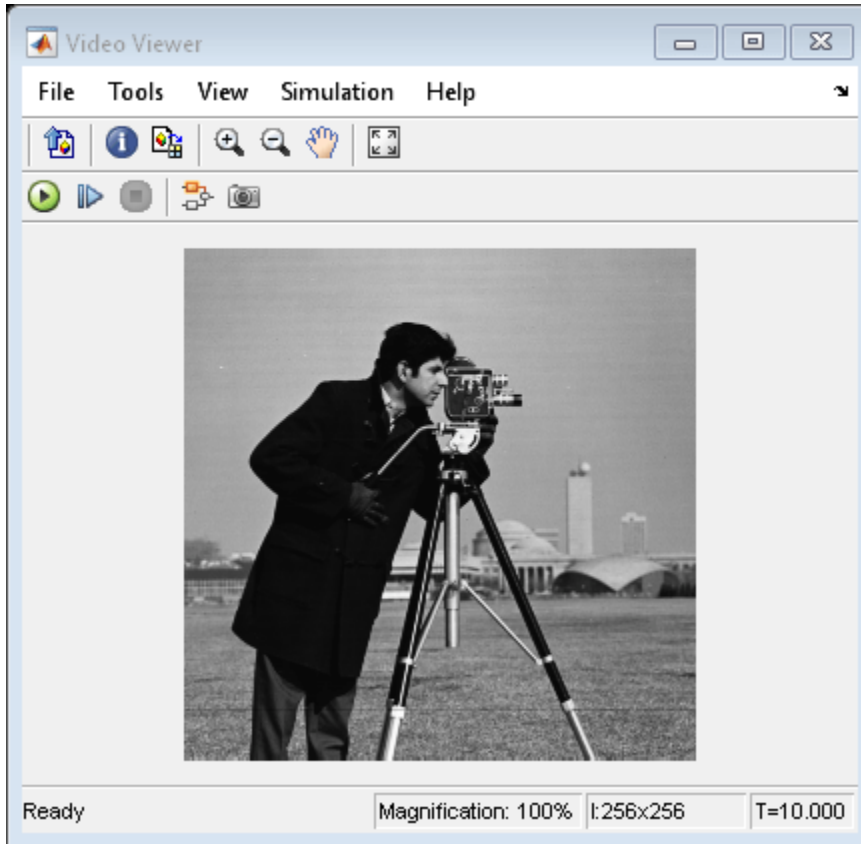 Video Viewer
File Tools View Simulation Help
Ready Magnification: 100% I:256x256 T=10.000